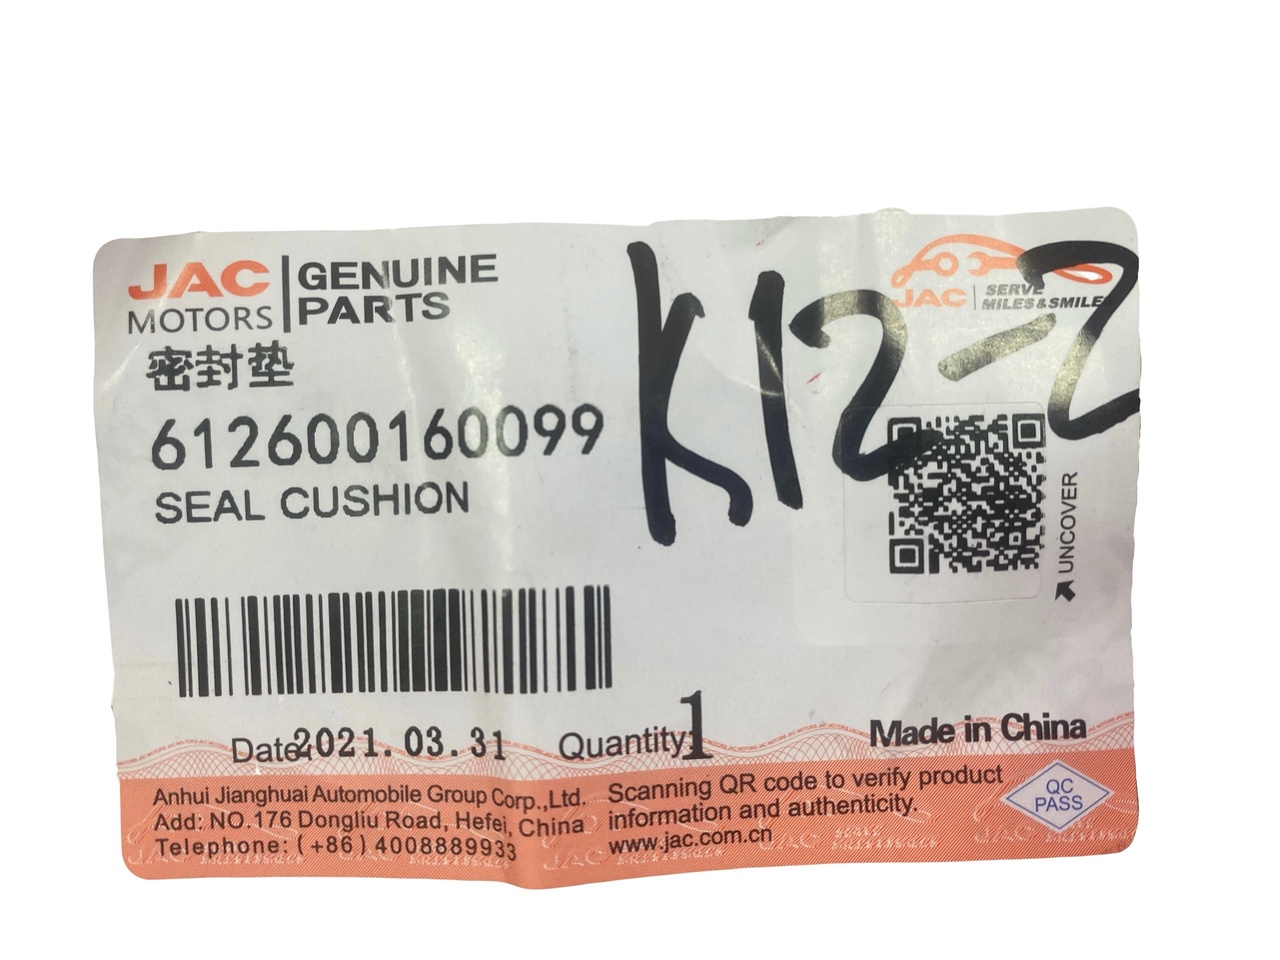 JAC MOTORS
GENUINE PARTS
JAC SERVE MILES&SMILE
K12-2
密封垫
612600160099
SEAL CUSHION
UNCOVER
Date: 2021.03.31
Quantity: 1
Made in China
Anhui Jianghuai Automobile Group Corp.,Ltd.
Add: NO.176 Dongliu Road, Hefei, China
Telephone: (+86) 4008889933
Scanning QR code to verify product
information and authenticity.
www.jac.com.cn
QC
PASS